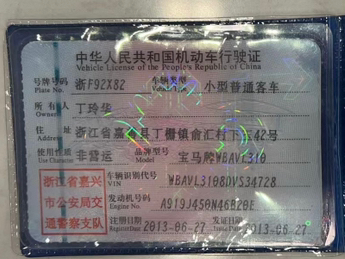 中华人民共和国机动车行驶证
Vehicle License of the People's Republic of China
号牌号码 浙F92X82 车辆类型 小型普通客车
Plate No. Vehicle Type
所有人 丁玲华
Owner
住址 浙江省嘉 县丁栅镇俞汇村 42号
Address
使用性质 非营运 品牌型号 宝马牌WBAVL310
Use Character Model
浙江省嘉兴 车辆识别代号 WBAVL3108DVS34728
VIN
市公安局交 发动机号码 A919J450N46B20E
Engine No.
通警察支队 注册日期 2013-06-27 发证日期 2013-06-27
Register Date Issue Date